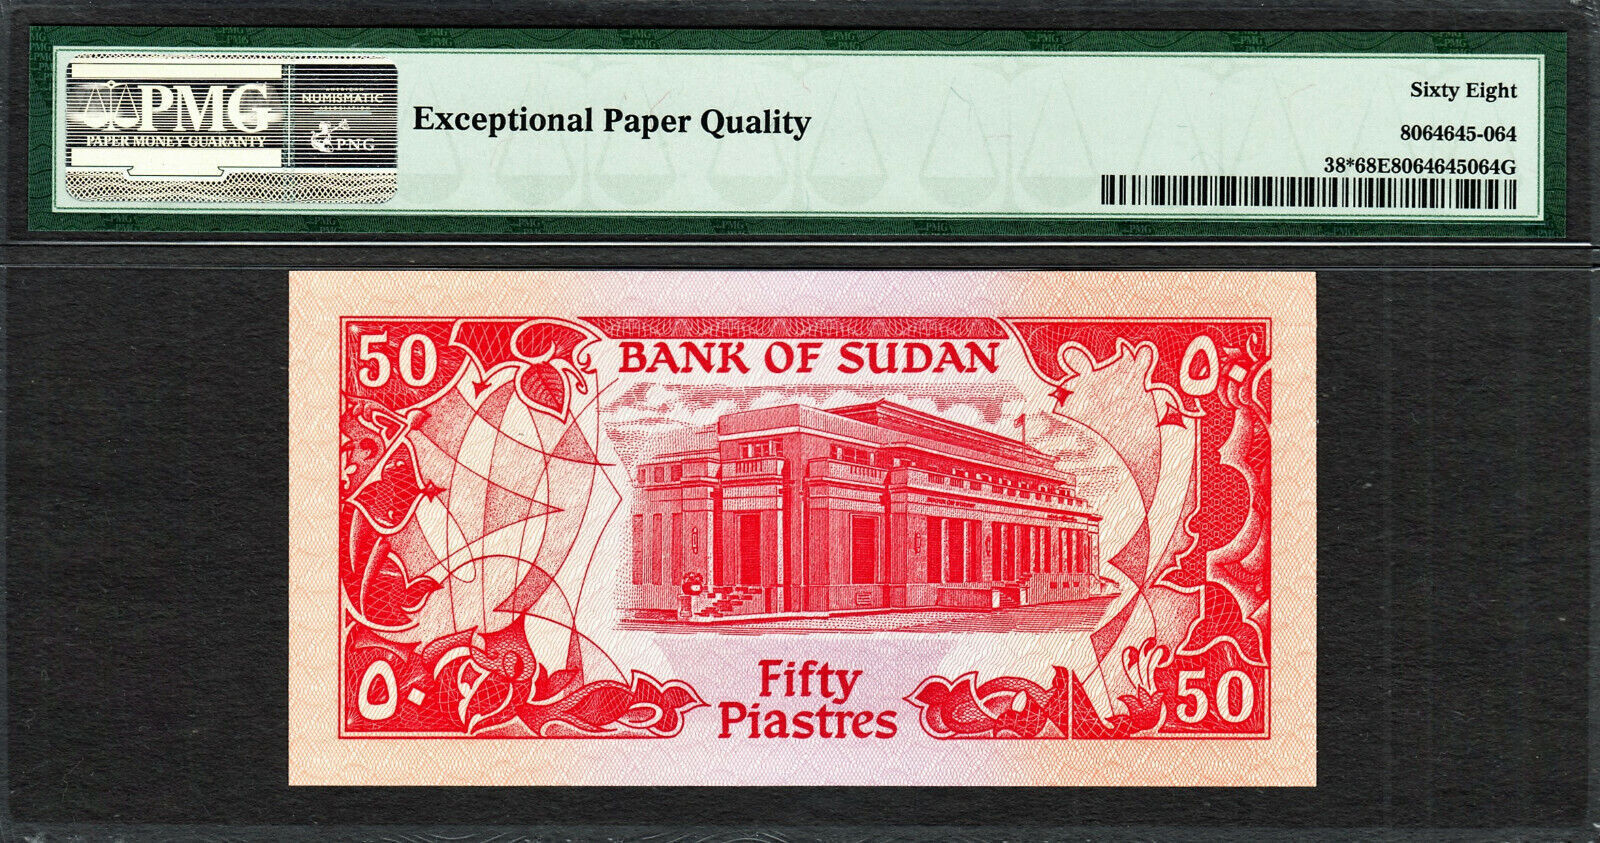 PMG
PAPER MONEY GUARANTY
NUMISMATIC
PNG
Exceptional Paper Quality
Sixty Eight
8064645-064
38*68E8064645064G
50
BANK OF SUDAN
٥٠
٥٠
Fifty
Piastres
50